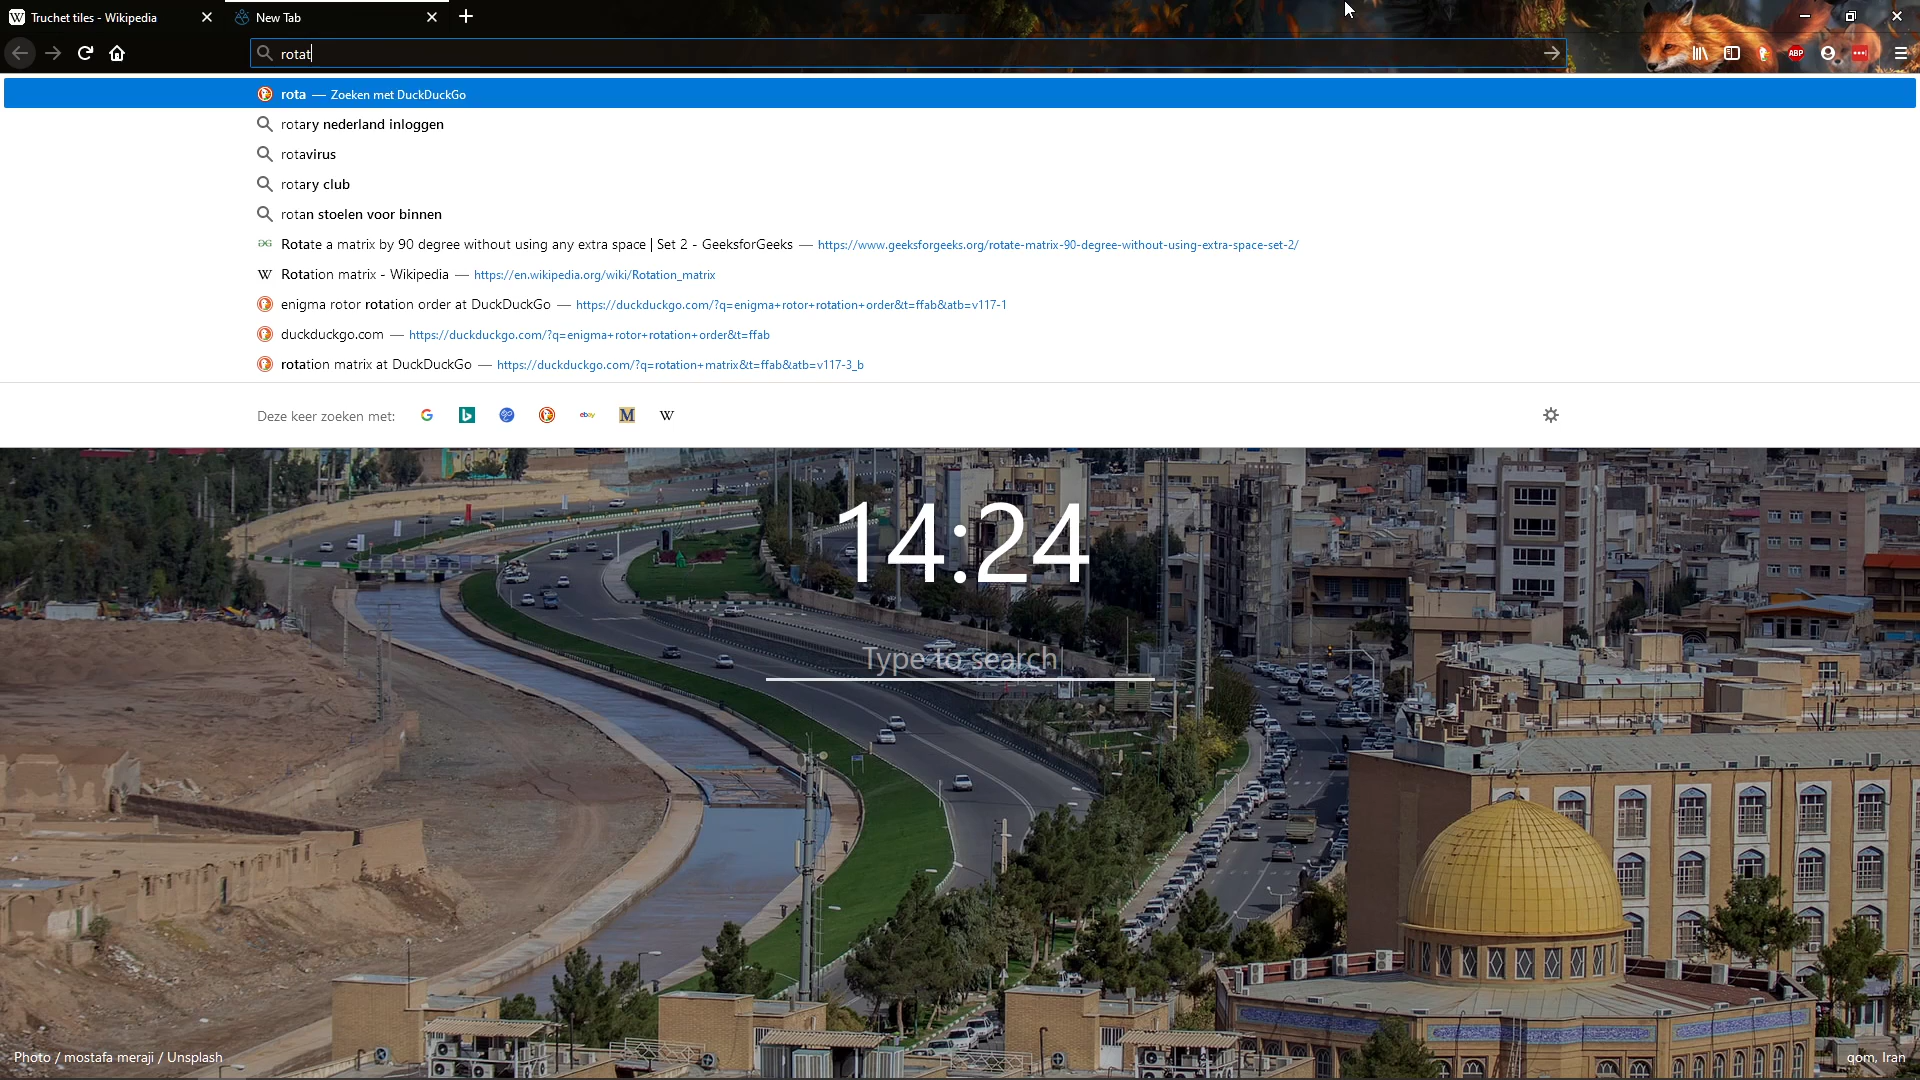 Truchet tiles - Wikipedia
New Tab
rotat
ABP
rota — Zoeken met DuckDuckGo
rotary nederland inloggen
rotavirus
rotary club
rotan stoelen voor binnen
Rotate a matrix by 90 degree without using any extra space | Set 2 - GeeksforGeeks — https://www.geeksforgeeks.org/rotate-matrix-90-degree-without-using-extra-space-set-2/
Rotation matrix - Wikipedia — https://en.wikipedia.org/wiki/Rotation_matrix
enigma rotor rotation order at DuckDuckGo — https://duckduckgo.com/?q=enigma+rotor+rotation+order&t=ffab&atb=v117-1
duckduckgo.com — https://duckduckgo.com/?q=enigma+rotor+rotation+order&t=ffab
rotation matrix at DuckDuckGo — https://duckduckgo.com/?q=rotation+matrix&t=ffab&atb=v117-3_b
Deze keer zoeken met:
14:24
Type to search
Photo / mostafa meraji / Unsplash
qom, Iran